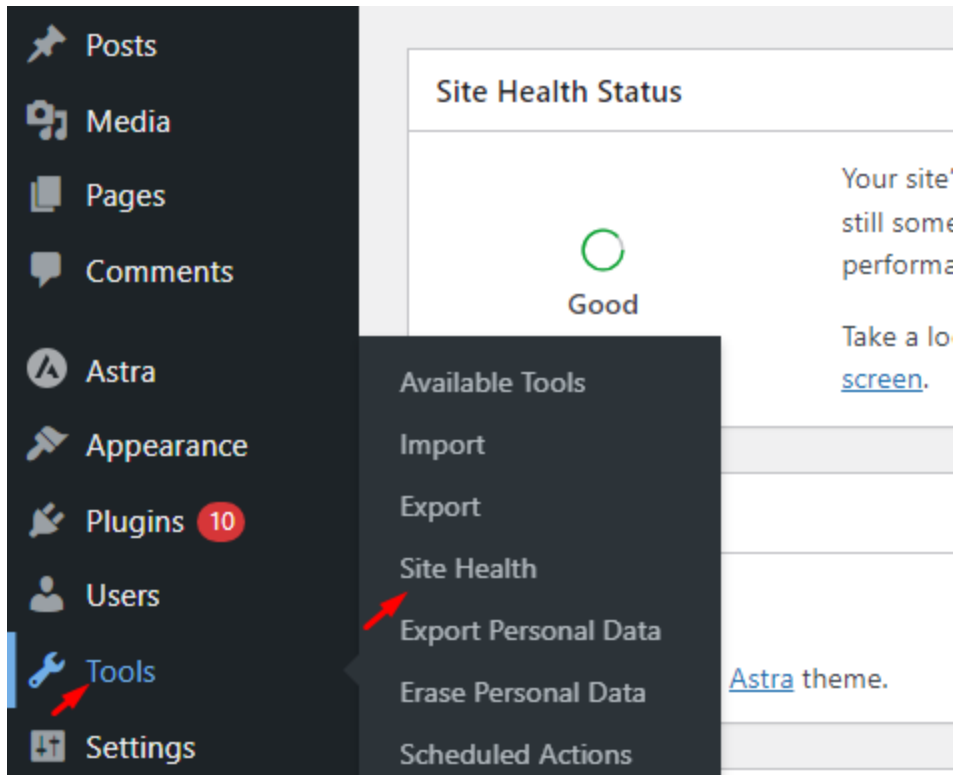 Posts
Media
Pages
Comments
Astra
Appearance
Plugins 10
Users
Tools
Settings
Available Tools
Import
Export
Site Health
Export Personal Data
Erase Personal Data
Scheduled Actions
Site Health Status
Good
Your site'
still some
performa
Take a lo
screen.
Astra theme.